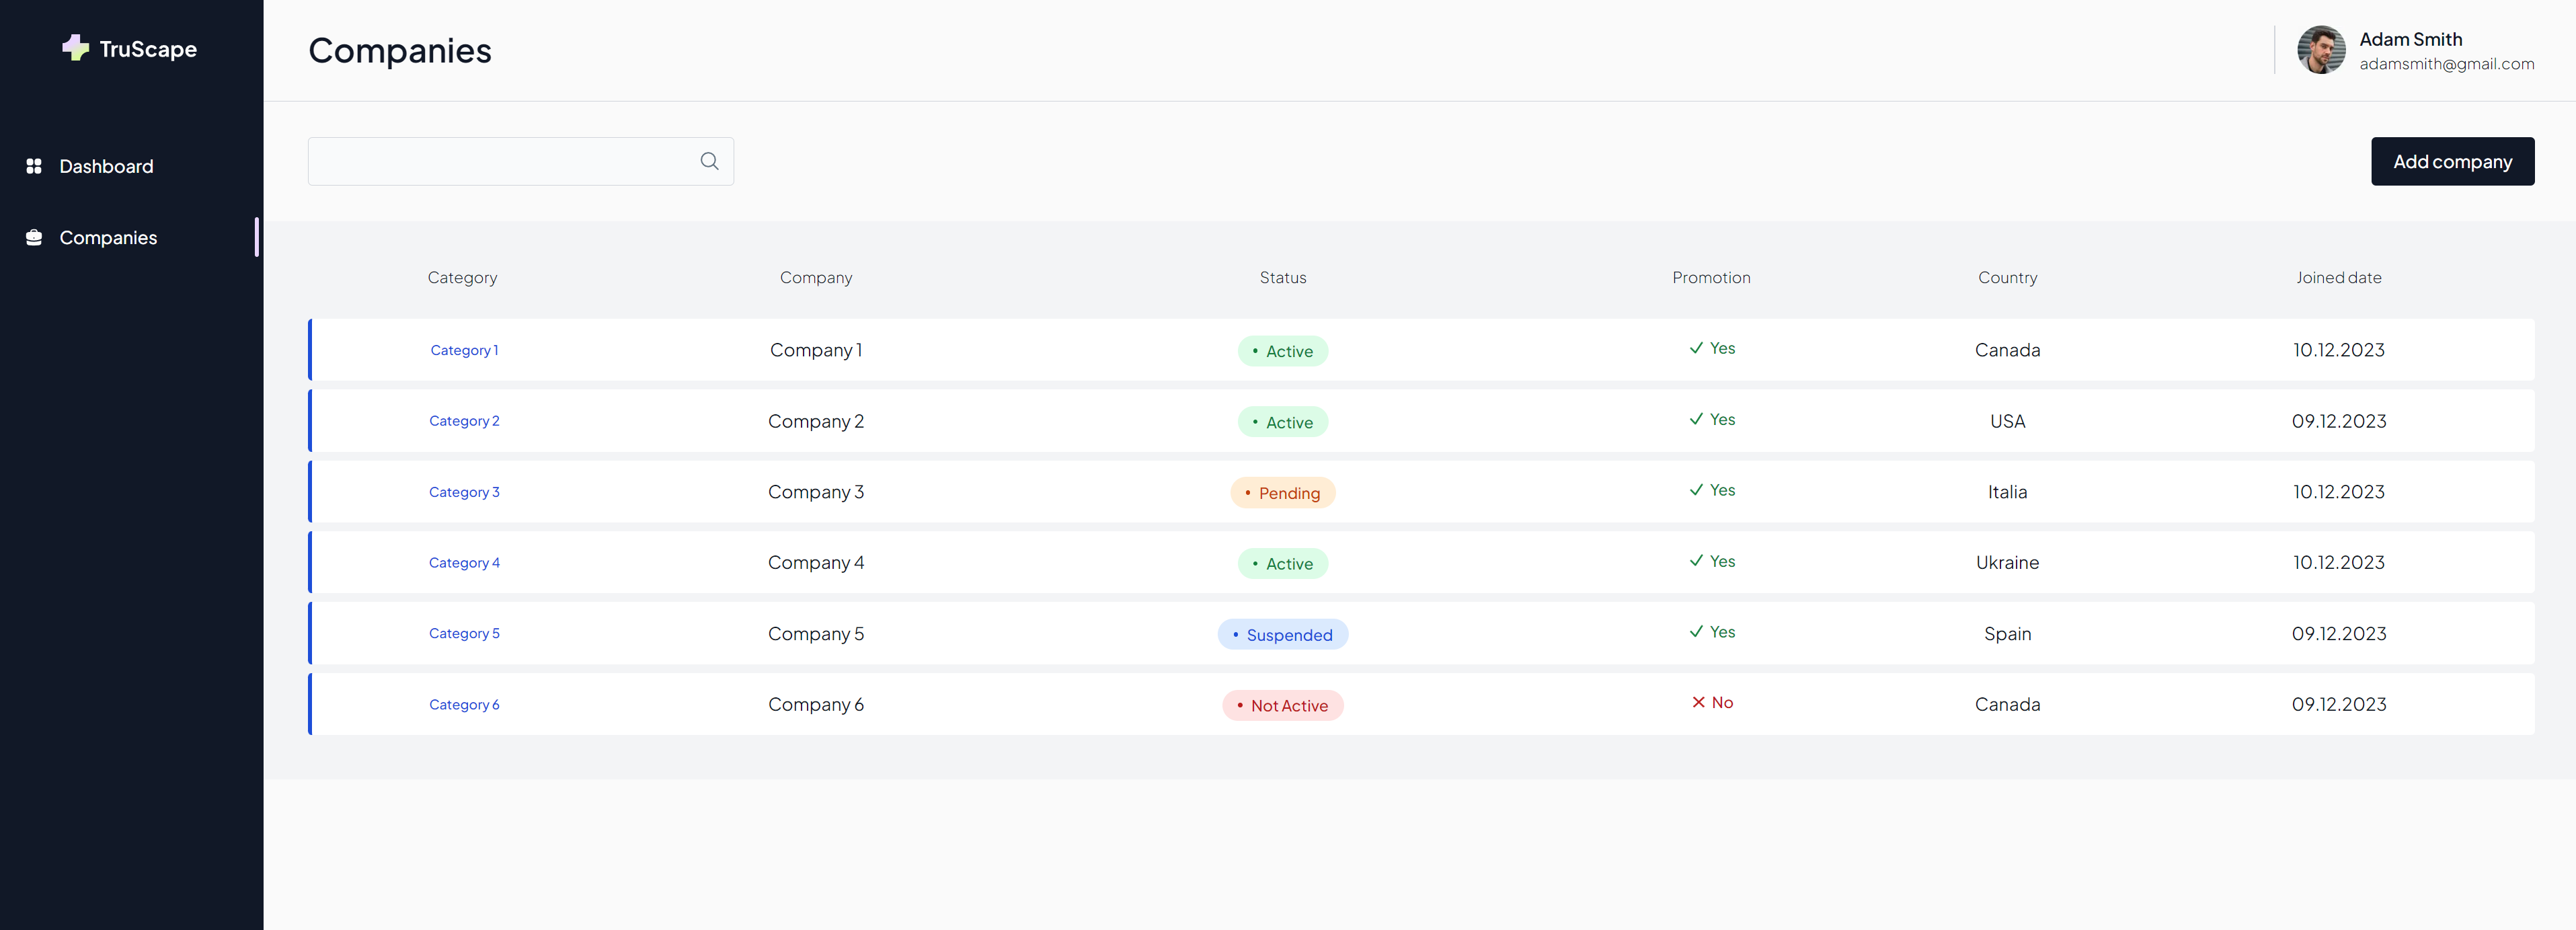 TruScape
Companies
Adam Smith
adamsmith@gmail.com
Dashboard
Companies
Add company
Category Company Status Promotion Country Joined date
Category 1 Company 1 • Active Yes Canada 10.12.2023
Category 2 Company 2 • Active Yes USA 09.12.2023
Category 3 Company 3 • Pending Yes Italia 10.12.2023
Category 4 Company 4 • Active Yes Ukraine 10.12.2023
Category 5 Company 5 • Suspended Yes Spain 09.12.2023
Category 6 Company 6 • Not Active No Canada 09.12.2023